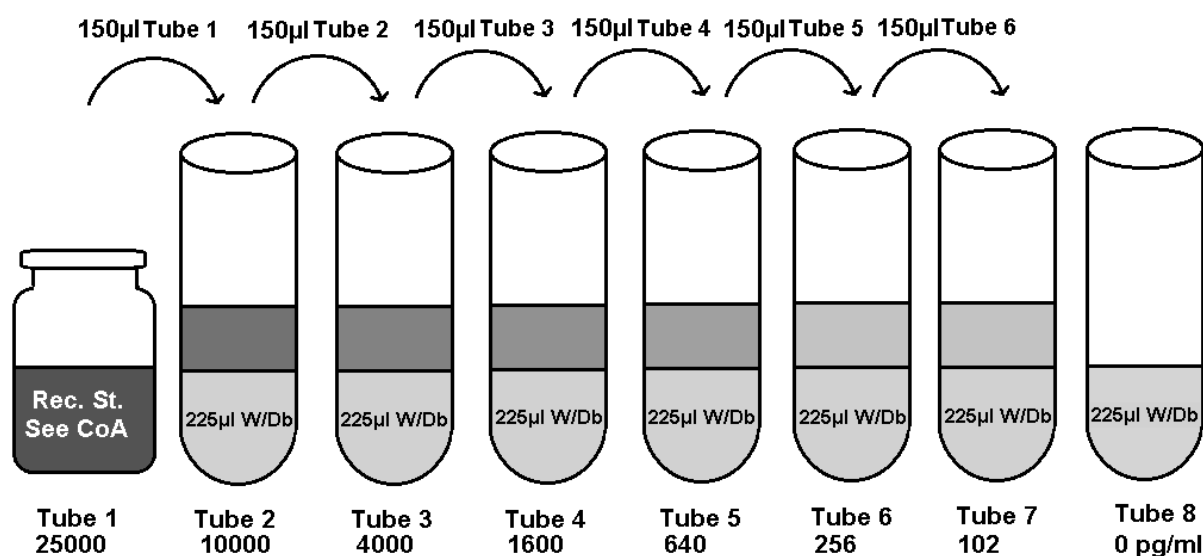 150µl Tube 1 150µl Tube 2 150µl Tube 3 150µl Tube 4 150µl Tube 5 150µl Tube 6
Rec. St.
See CoA
225µl W/Db 225µl W/Db 225µl W/Db 225µl W/Db 225µl W/Db 225µl W/Db 225µl W/Db
Tube 1 Tube 2 Tube 3 Tube 4 Tube 5 Tube 6 Tube 7 Tube 8
25000 10000 4000 1600 640 256 102 0 pg/ml